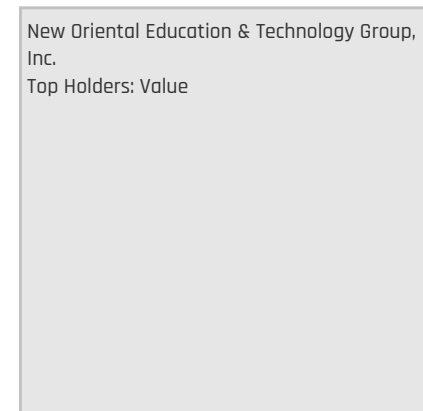 New Oriental Education & Technology Group,
Inc.
Top Holders: Value